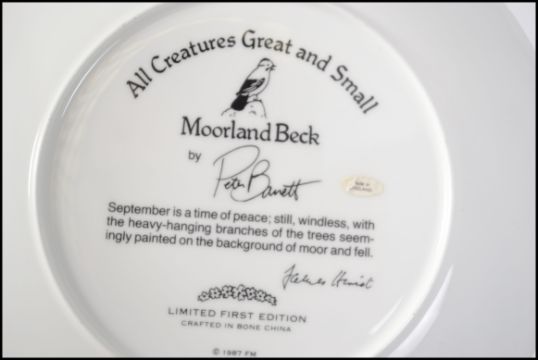 All Creatures Great and Small
Moorland Beck
by Peter Barrett
September is a time of peace; still, windless, with
the heavy-hanging branches of the trees seem-
ingly painted on the background of moor and fell.
James Herriot
LIMITED FIRST EDITION
CRAFTED IN BONE CHINA
© 1987 FM